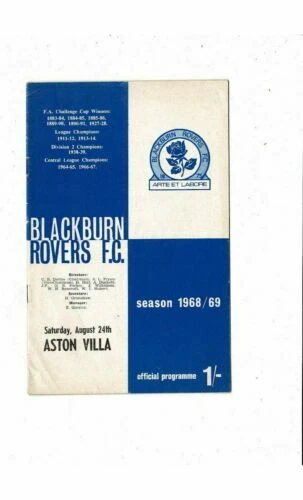 F.A. Challenge Cup Winners:
1883-84, 1884-85, 1885-86,
1889-90, 1890-91, 1927-28.
League Champions:
1911-12, 1913-14.
Division 2 Champions:
1938-39.
Central League Champions:
1964-65, 1966-67.
BLACKBURN ROVERS F.C.
18 75
ARTE ET LABORE
BLACKBURN
ROVERS F.C.
Directors:
Secretary:
Manager:
Saturday, August 24th
ASTON VILLA
season 1968/69
official programme 1/-